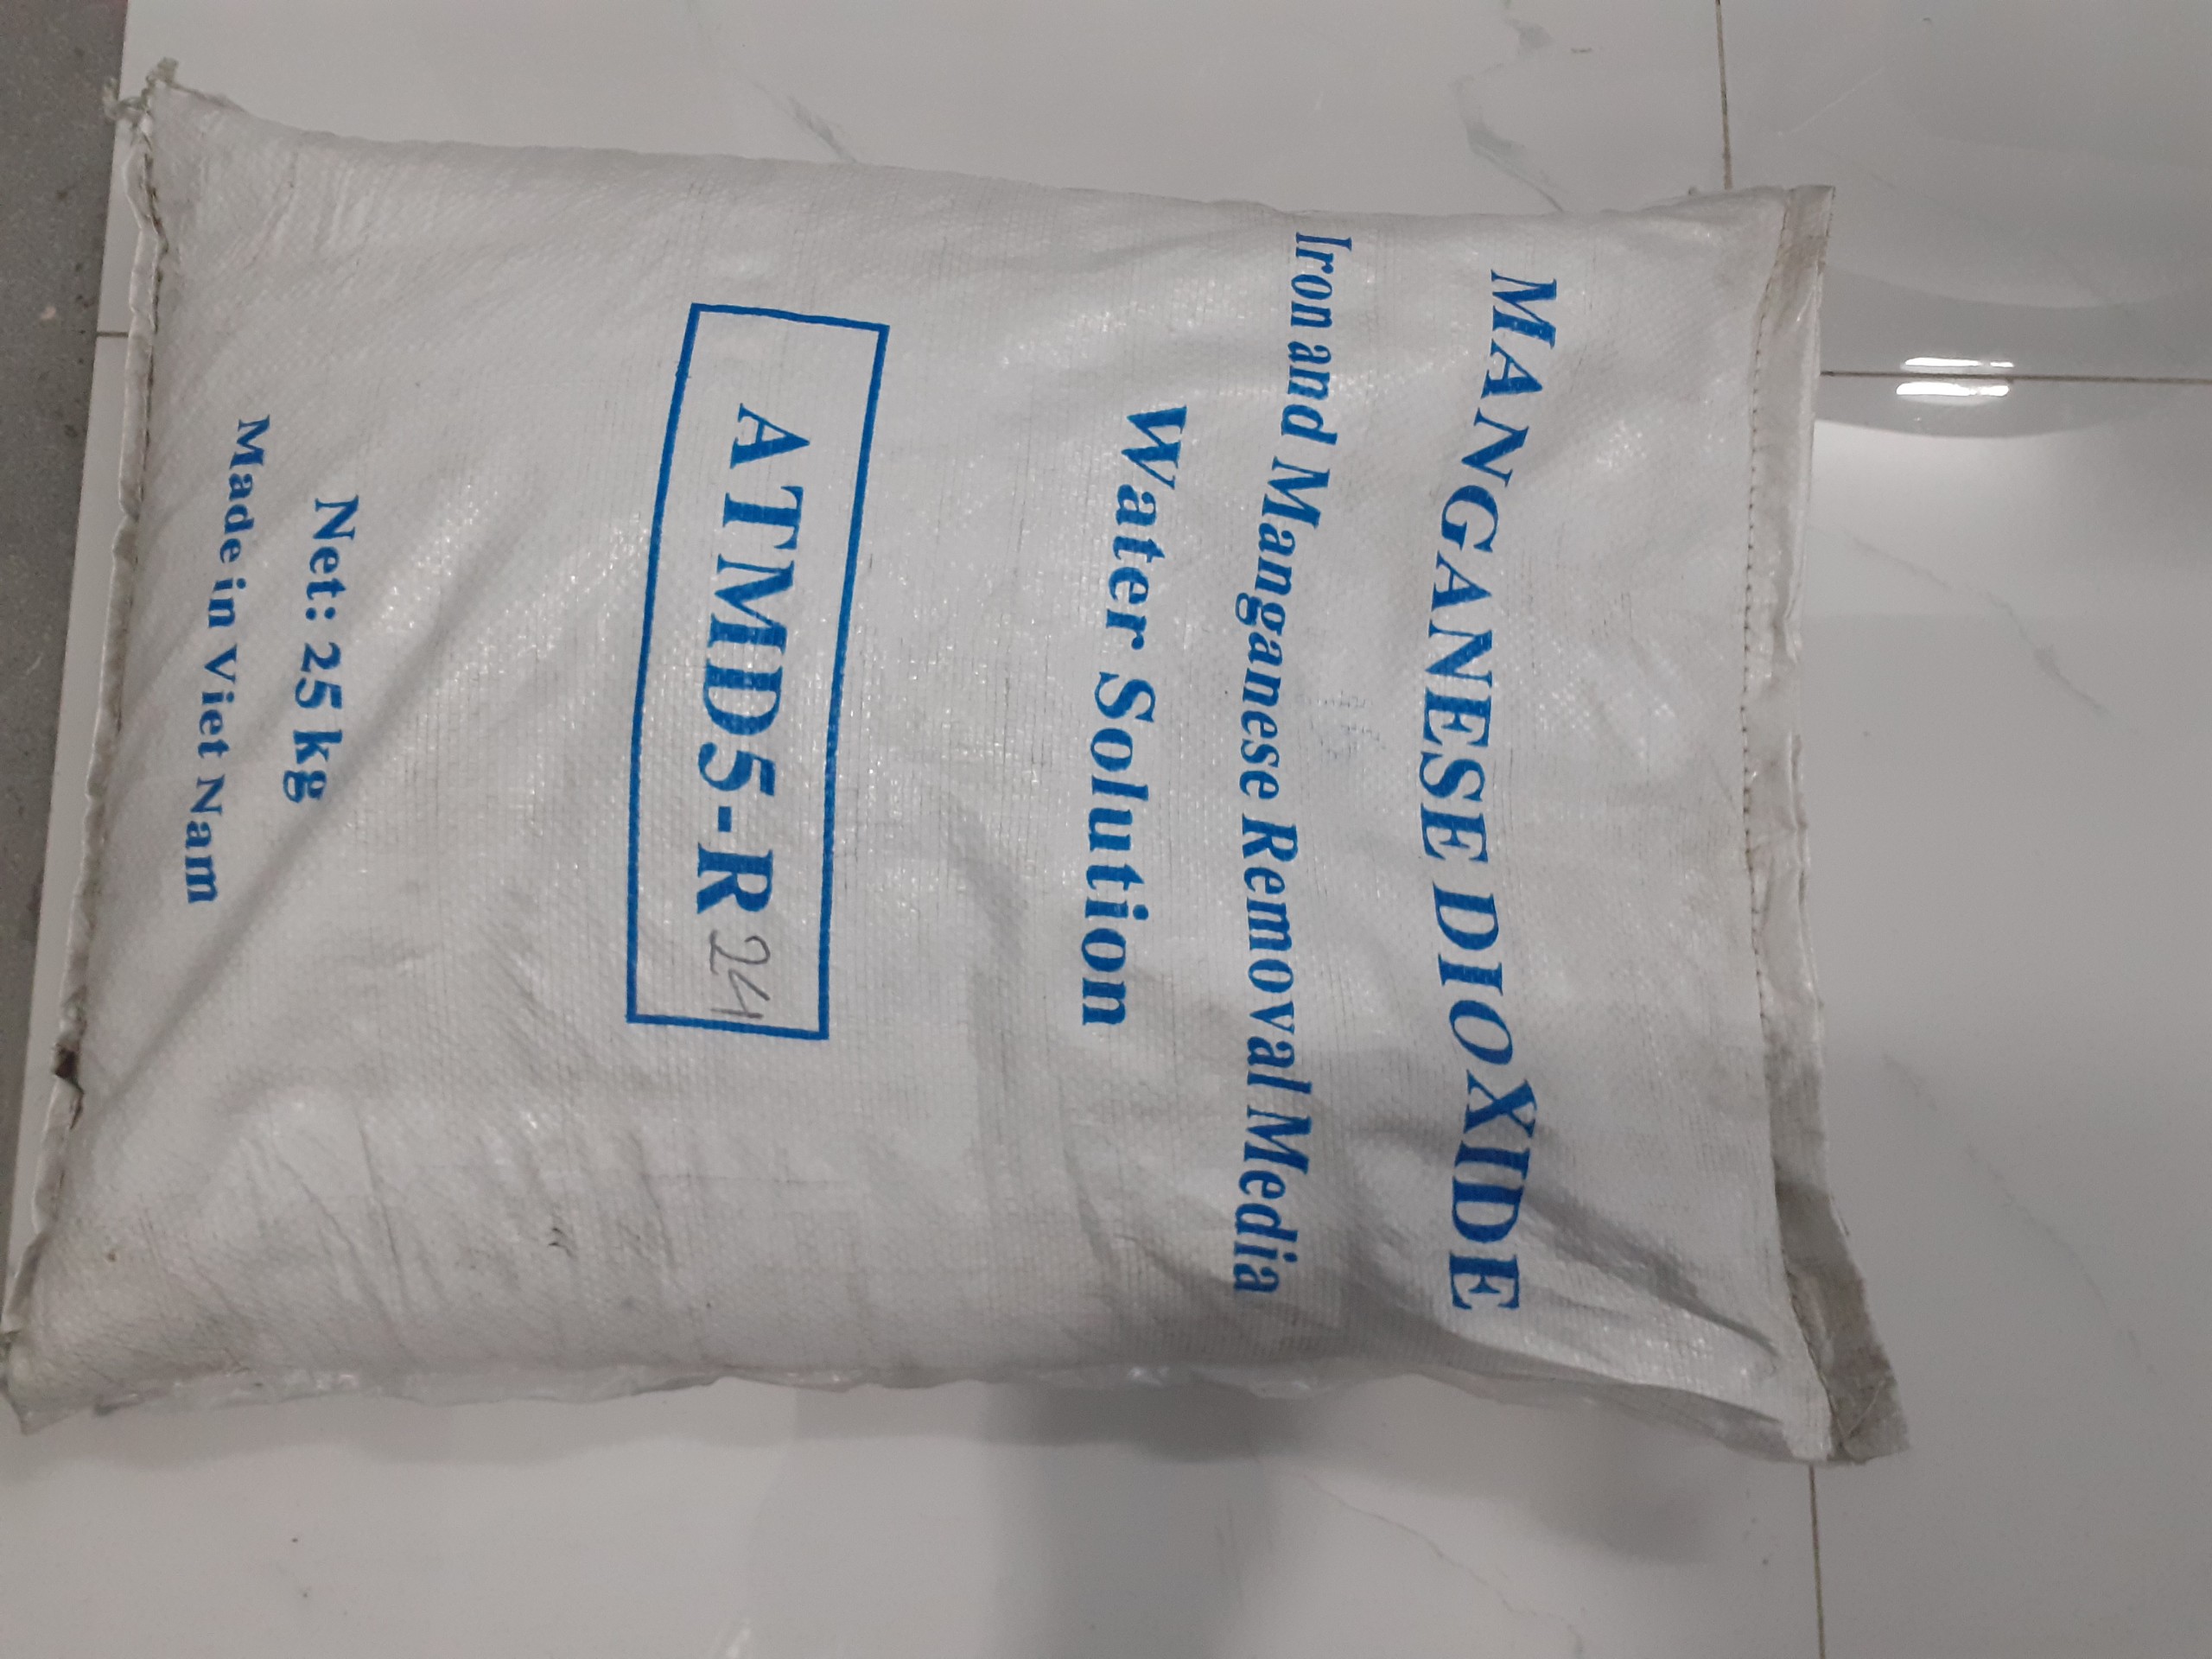 MANGANESE DIOXIDE
Iron and Manganese Removal Media
Water Solution
ATMD5-R 24
Net: 25 kg
Made in Viet Nam